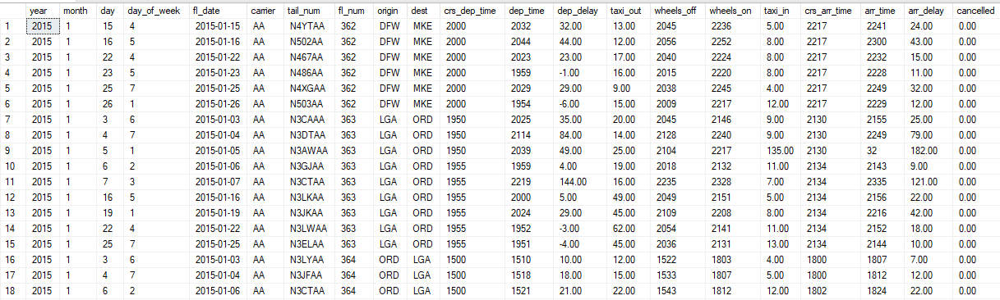 year month day day_of_week fl_date carrier tail_num fl_num origin dest crs_dep_time dep_time dep_delay taxi_out wheels_off wheels_on taxi_in crs_arr_time arr_time arr_delay cancelled
1 2015 1 15 4 2015-01-15 AA N4YTAA 362 DFW MKE 2000 2032 32.00 13.00 2045 2236 5.00 2217 2241 24.00 0.00
2 2015 1 16 5 2015-01-16 AA N502AA 362 DFW MKE 2000 2044 44.00 12.00 2056 2252 8.00 2217 2300 43.00 0.00
3 2015 1 22 4 2015-01-22 AA N467AA 362 DFW MKE 2000 2023 23.00 17.00 2040 2224 8.00 2217 2232 15.00 0.00
4 2015 1 23 5 2015-01-23 AA N486AA 362 DFW MKE 2000 1959 -1.00 16.00 2015 2220 8.00 2217 2228 11.00 0.00
5 2015 1 25 7 2015-01-25 AA N4XGAA 362 DFW MKE 2000 2029 29.00 9.00 2038 2245 4.00 2217 2249 32.00 0.00
6 2015 1 26 1 2015-01-26 AA N503AA 362 DFW MKE 2000 1954 -6.00 15.00 2009 2217 12.00 2217 2229 12.00 0.00
7 2015 1 3 6 2015-01-03 AA N3CAAA 363 LGA ORD 1950 2025 35.00 20.00 2045 2146 9.00 2130 2155 25.00 0.00
8 2015 1 4 7 2015-01-04 AA N3DTAA 363 LGA ORD 1950 2114 84.00 14.00 2128 2240 9.00 2130 2249 79.00 0.00
9 2015 1 5 1 2015-01-05 AA N3AWAA 363 LGA ORD 1950 2039 49.00 25.00 2104 2217 135.00 2130 32 182.00 0.00
10 2015 1 6 2 2015-01-06 AA N3GJAA 363 LGA ORD 1955 1959 4.00 19.00 2018 2132 11.00 2134 2143 9.00 0.00
11 2015 1 7 3 2015-01-07 AA N3CTAA 363 LGA ORD 1955 2219 144.00 16.00 2235 2328 7.00 2134 2335 121.00 0.00
12 2015 1 16 5 2015-01-16 AA N3LKAA 363 LGA ORD 1955 2000 5.00 49.00 2049 2151 5.00 2134 2156 22.00 0.00
13 2015 1 19 1 2015-01-19 AA N3JKAA 363 LGA ORD 1955 2024 29.00 45.00 2109 2208 8.00 2134 2216 42.00 0.00
14 2015 1 22 4 2015-01-22 AA N3LWAA 363 LGA ORD 1955 1952 -3.00 62.00 2054 2141 11.00 2134 2152 18.00 0.00
15 2015 1 25 7 2015-01-25 AA N3ELAA 363 LGA ORD 1955 1951 -4.00 45.00 2036 2131 13.00 2134 2144 10.00 0.00
16 2015 1 3 6 2015-01-03 AA N3LYAA 364 ORD LGA 1500 1510 10.00 12.00 1522 1803 4.00 1800 1807 7.00 0.00
17 2015 1 4 7 2015-01-04 AA N3JFAA 364 ORD LGA 1500 1518 18.00 15.00 1533 1807 5.00 1800 1812 12.00 0.00
18 2015 1 6 2 2015-01-06 AA N3CTAA 364 ORD LGA 1500 1521 21.00 22.00 1543 1812 12.00 1802 1824 22.00 0.00